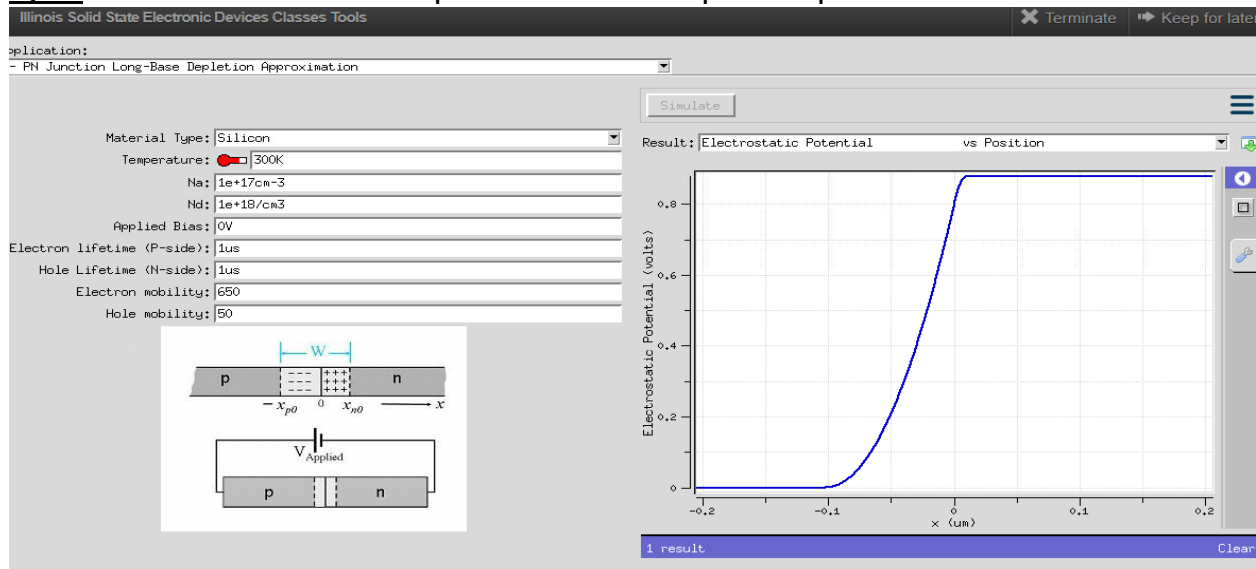 Illinois Solid State Electronic Devices Classes Tools
Terminate
Keep for later
pplication:
- PN Junction Long-Base Depletion Approximation
Simulate
Material Type: Silicon
Temperature: 300K
Na: 1e+17cm-3
Nd: 1e+18/cm3
Applied Bias: 0V
Electron lifetime (P-side): 1us
Hole Lifetime (N-side): 1us
Electron mobility: 650
Hole mobility: 50
W
p
- - - +++
- - - +++
- - - +++
n
-xp0 0 xn0 x
VApplied
p n
Result: Electrostatic Potential vs Position
Electrostatic Potential (volts)
0.8
0.6
0.4
0.2
0
-0.2 -0.1 0 0.1 0.2
x (um)
1 result Clear